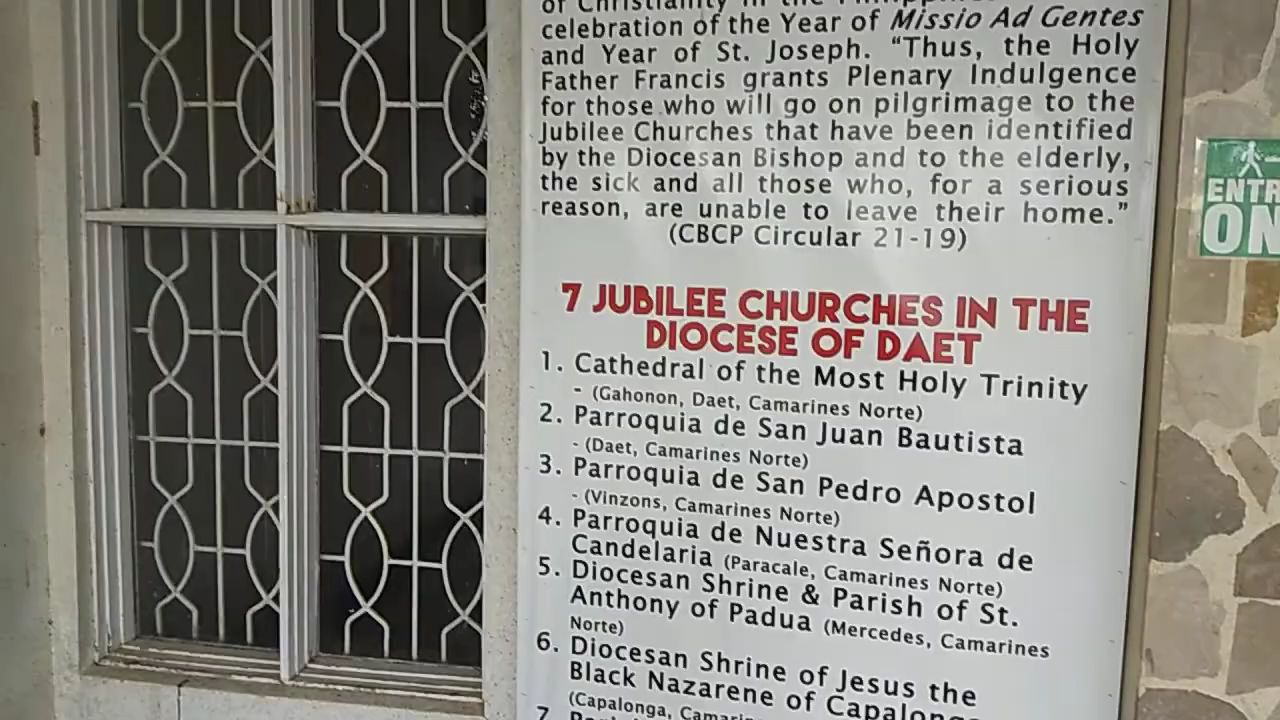 of Christianity in the
celebration of the Year of Missio Ad Gentes
and Year of St. Joseph. “Thus, the Holy
Father Francis grants Plenary Indulgence
for those who will go on pilgrimage to the
Jubilee Churches that have been identified
by the Diocesan Bishop and to the elderly,
the sick and all those who, for a serious
reason, are unable to leave their home.”
(CBCP Circular 21-19)
7 JUBILEE CHURCHES IN THE
DIOCESE OF DAET
1. Cathedral of the Most Holy Trinity
- (Gahonon, Daet, Camarines Norte)
2. Parroquia de San Juan Bautista
- (Daet, Camarines Norte)
3. Parroquia de San Pedro Apostol
- (Vinzons, Camarines Norte)
4. Parroquia de Nuestra Señora de
Candelaria (Paracale, Camarines Norte)
5. Diocesan Shrine & Parish of St.
Anthony of Padua (Mercedes, Camarines
Norte)
6. Diocesan Shrine of Jesus the
Black Nazarene of Capalonga
(Capalonga,
7.
ENTR
ON